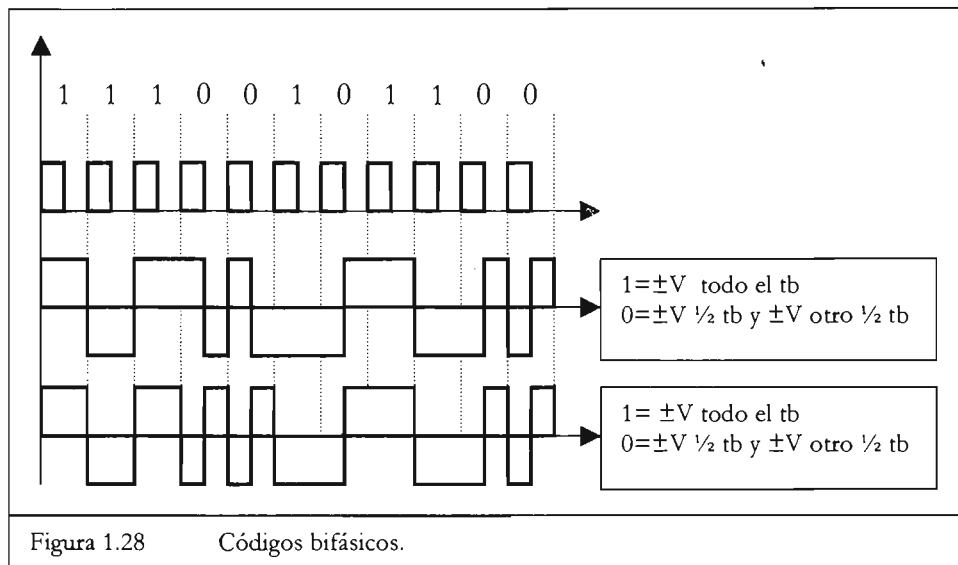 1 1 1 0 0 1 0 1 1 0 0
1=±V todo el tb
0=±V ½ tb y ±V otro ½ tb
1= ±V todo el tb
0=±V ½ tb y ±V otro ½ tb
Figura 1.28 Códigos bifásicos.